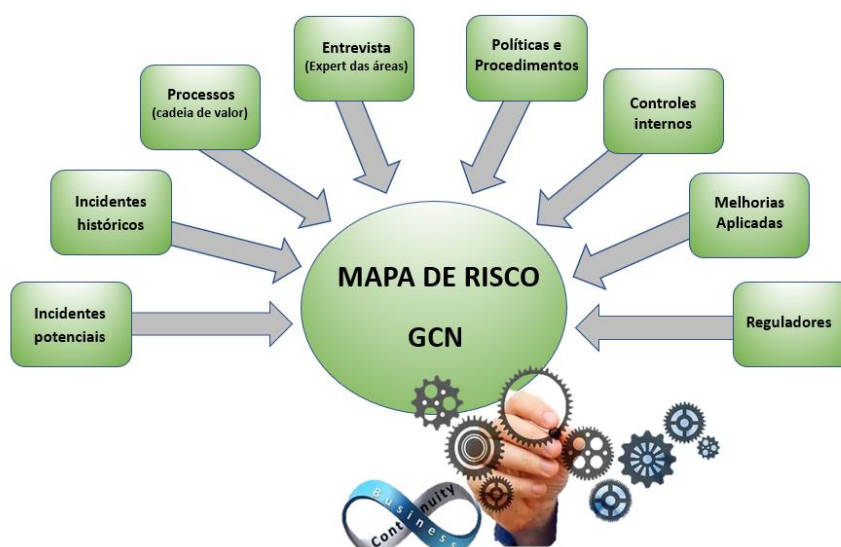 Entrevista
(Expert das áreas)
Políticas e
Procedimentos
Processos
(cadeia de valor)
Controles
internos
Incidentes
históricos
Melhorias
Aplicadas
Incidentes
potenciais
Reguladores
MAPA DE RISCO
GCN
Business
Continuity